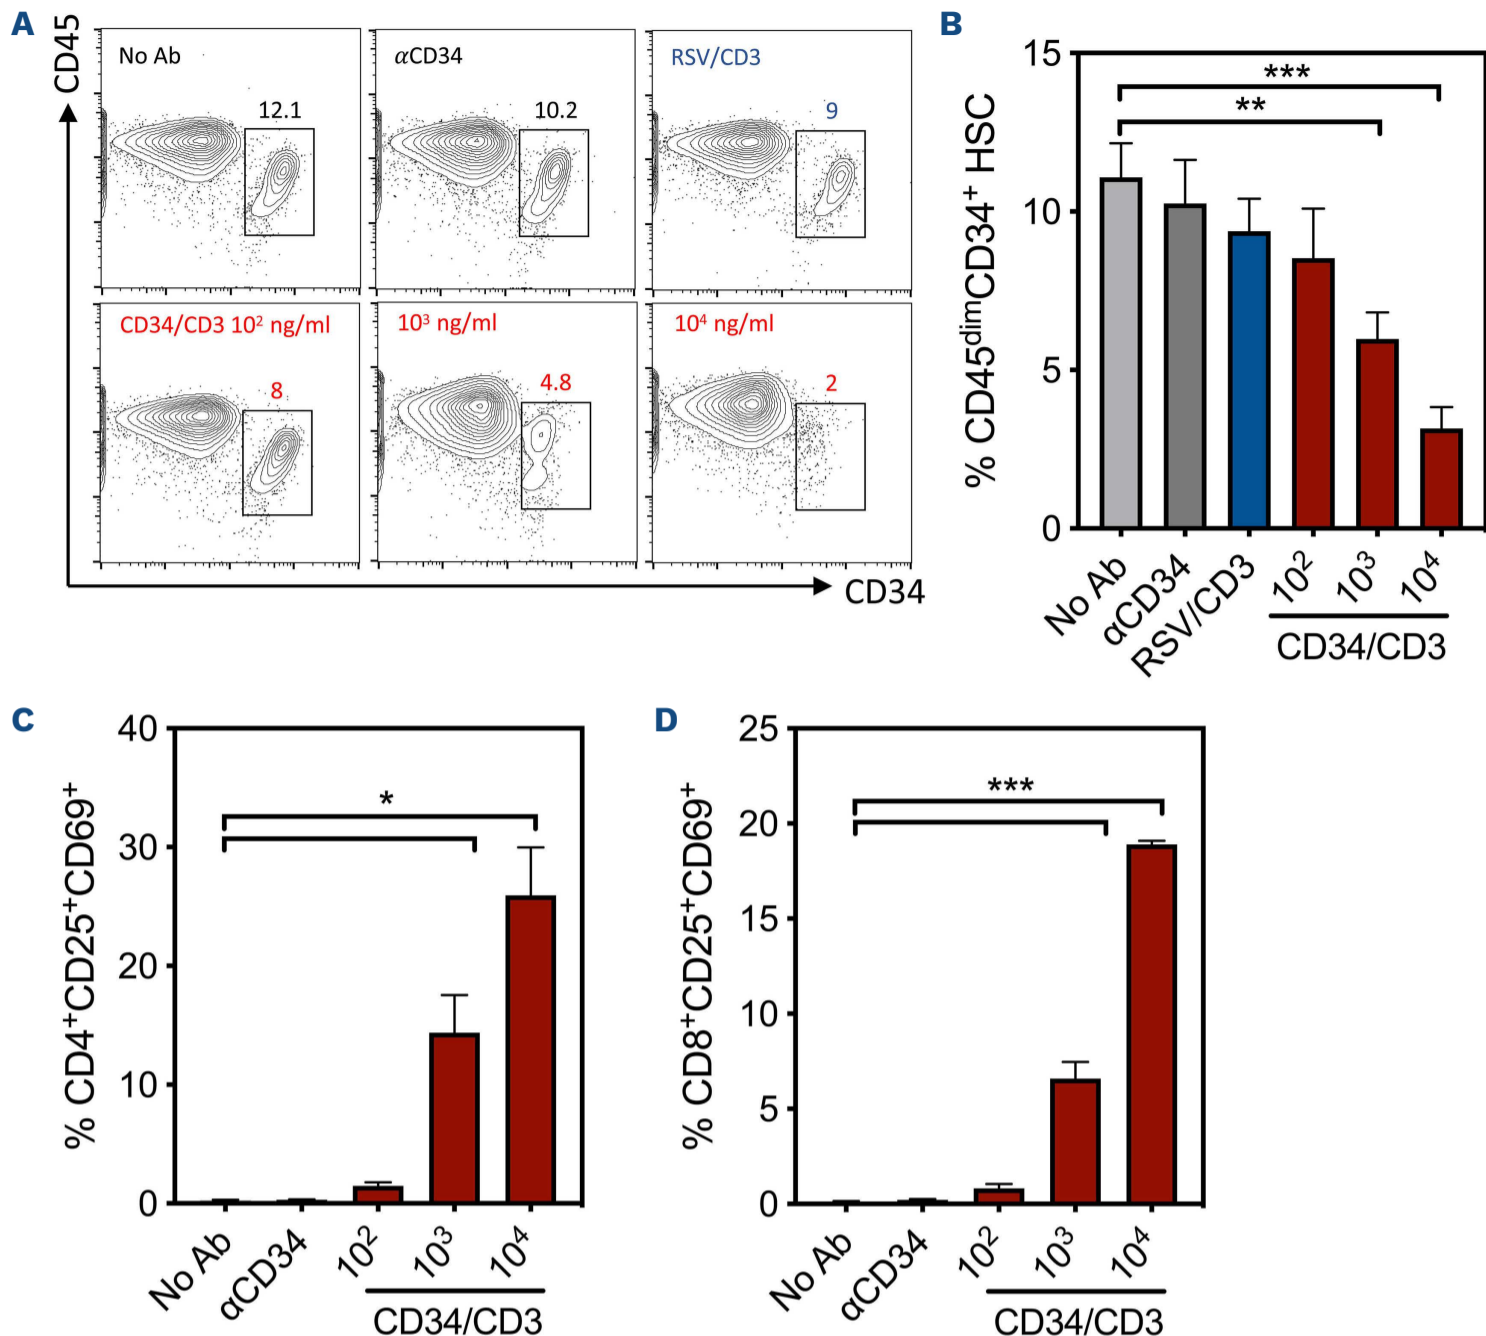 A
CD45
No Ab
12.1
αCD34
10.2
RSV/CD3
9
CD34/CD3 10² ng/ml
8
10³ ng/ml
4.8
10⁴ ng/ml
2
CD34
B
% CD45ᵈⁱᵐCD34⁺ HSC
15
10
5
0
***
**
No Ab
αCD34
RSV/CD3
10²
10³
10⁴
CD34/CD3
C
% CD4⁺CD25⁺CD69⁺
40
30
20
10
0
*
No Ab
αCD34
10²
10³
10⁴
CD34/CD3
D
% CD8⁺CD25⁺CD69⁺
25
20
15
10
5
0
***
No Ab
αCD34
10²
10³
10⁴
CD34/CD3